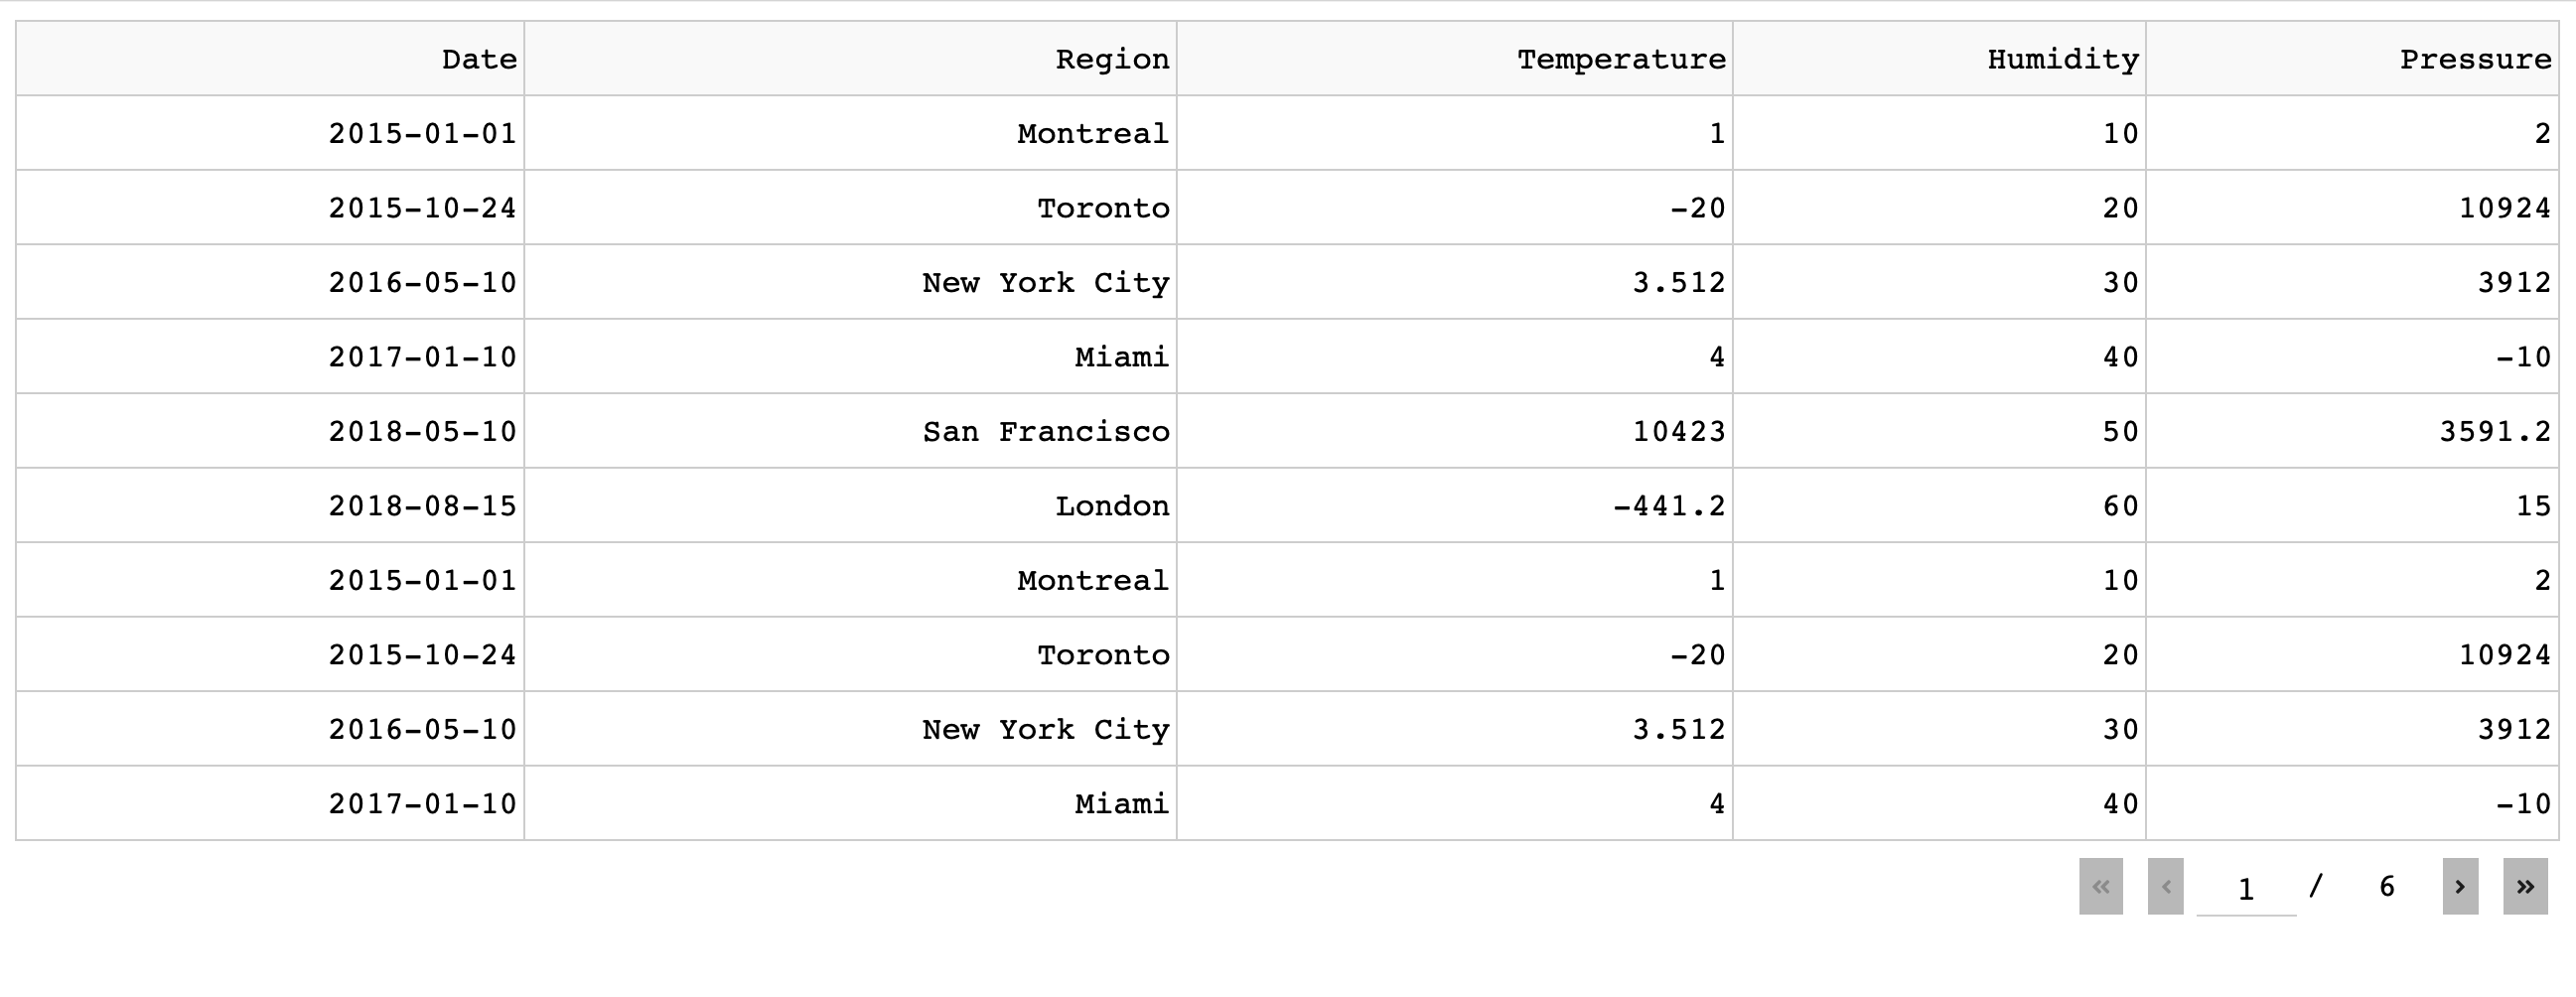 Date Region Temperature Humidity Pressure
2015-01-01 Montreal 1 10 2
2015-10-24 Toronto -20 20 10924
2016-05-10 New York City 3.512 30 3912
2017-01-10 Miami 4 40 -10
2018-05-10 San Francisco 10423 50 3591.2
2018-08-15 London -441.2 60 15
2015-01-01 Montreal 1 10 2
2015-10-24 Toronto -20 20 10924
2016-05-10 New York City 3.512 30 3912
2017-01-10 Miami 4 40 -10
« ‹ 1 / 6 › »